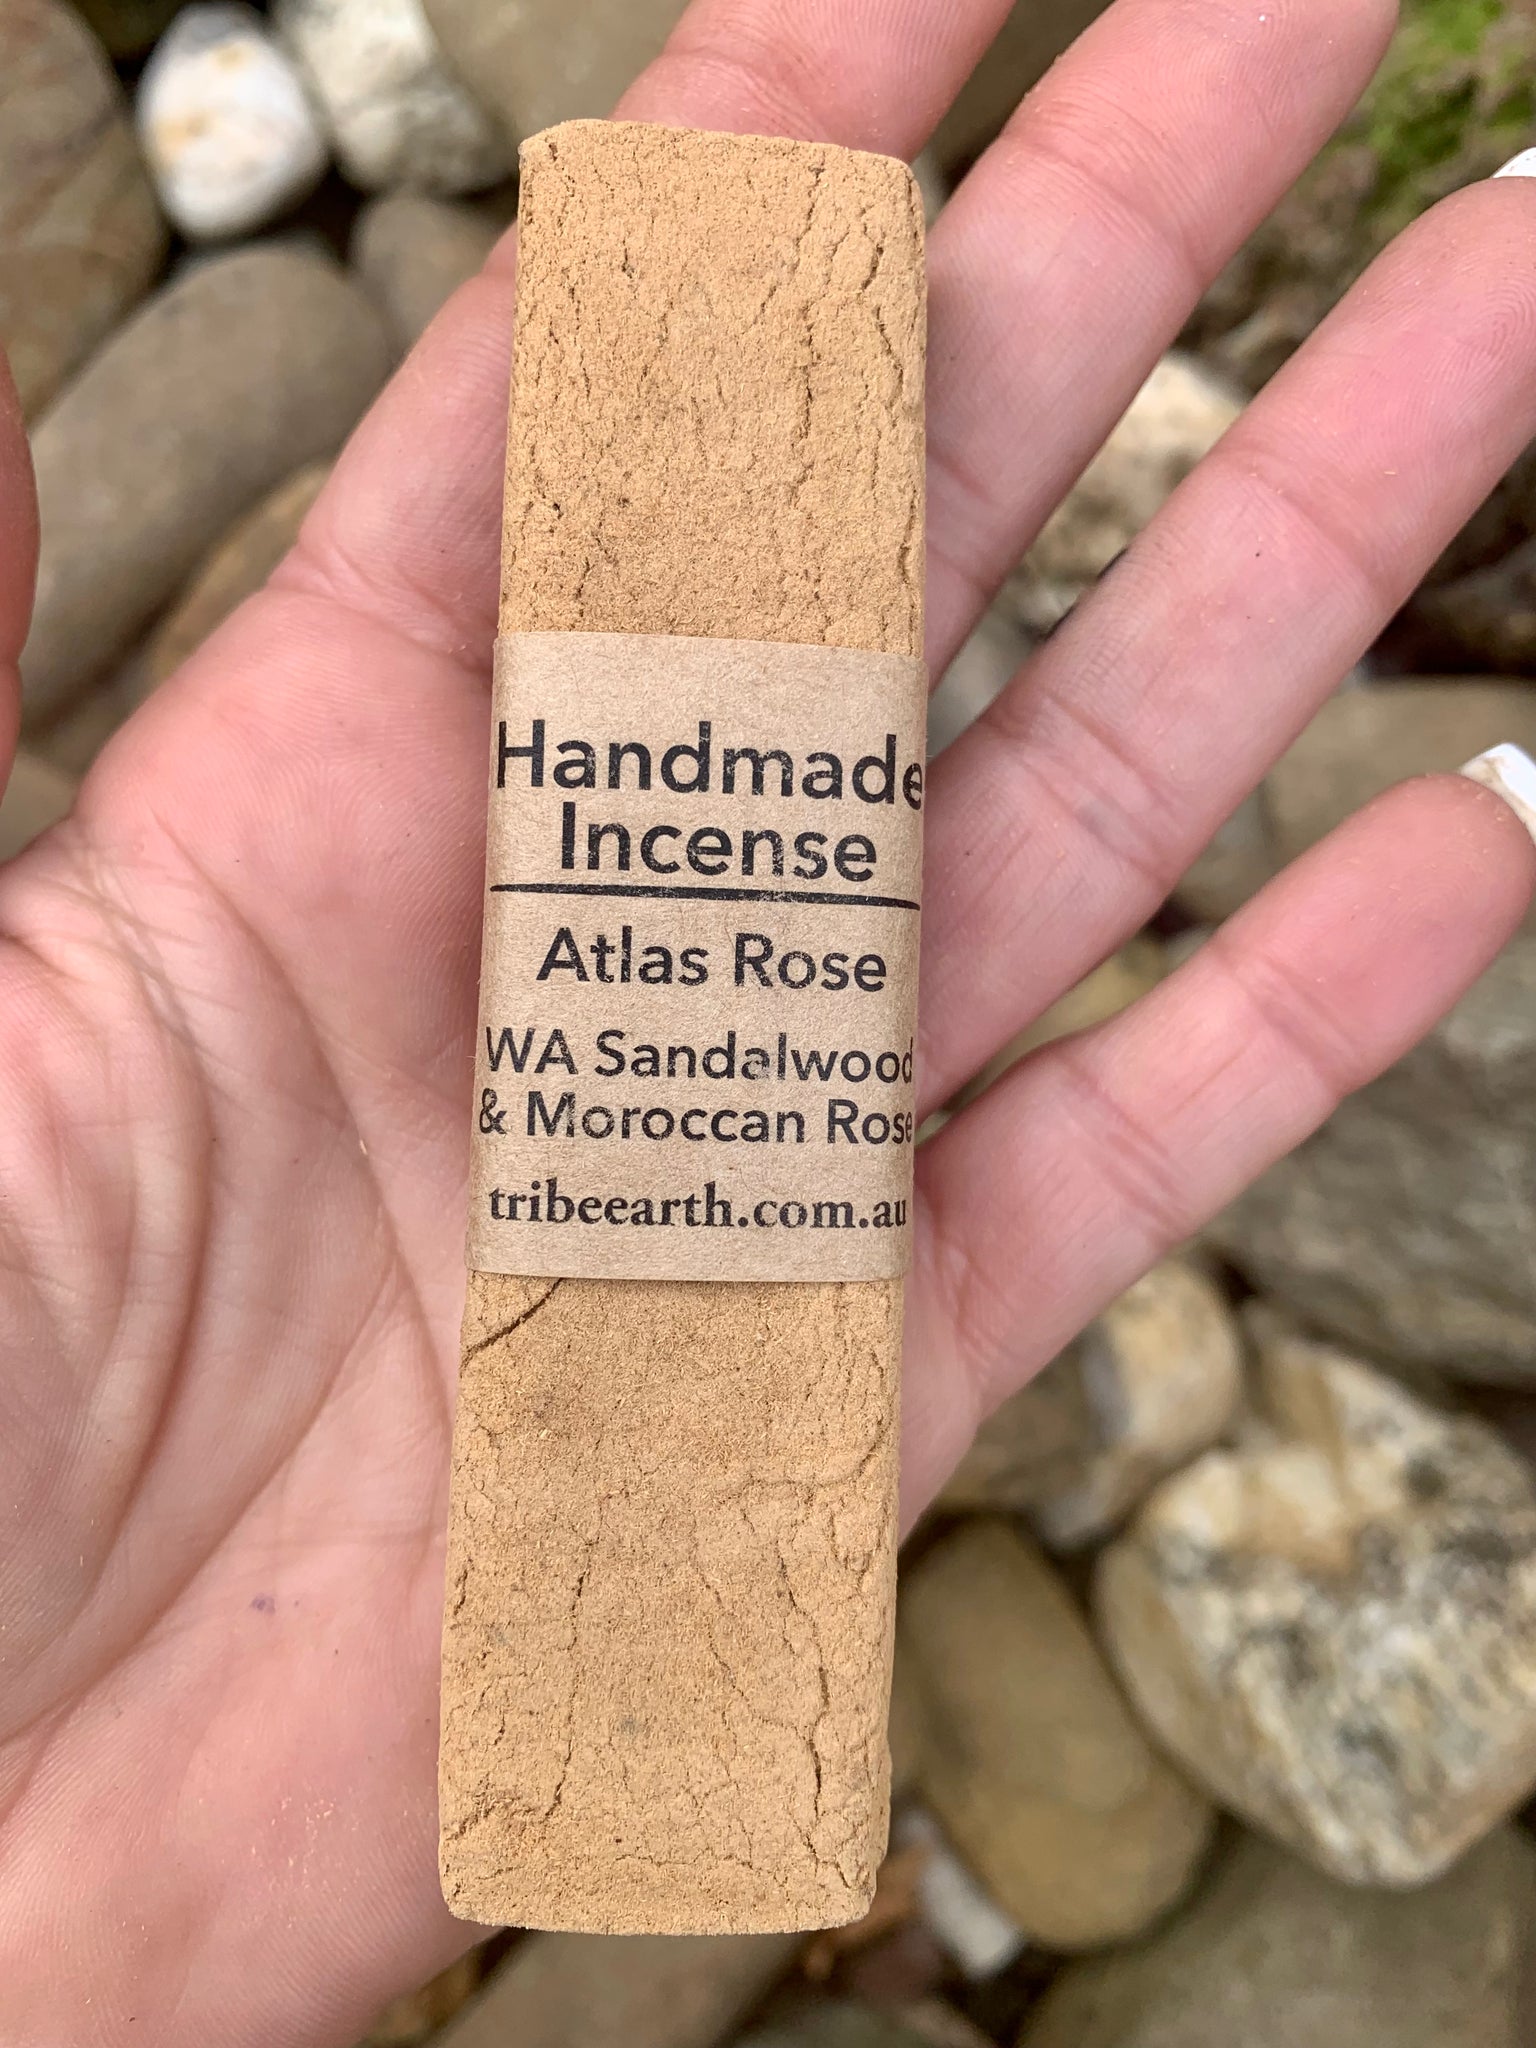 Handmade
Incense
Atlas Rose
WA Sandalwood
& Moroccan Rose
tribeearth.com.au